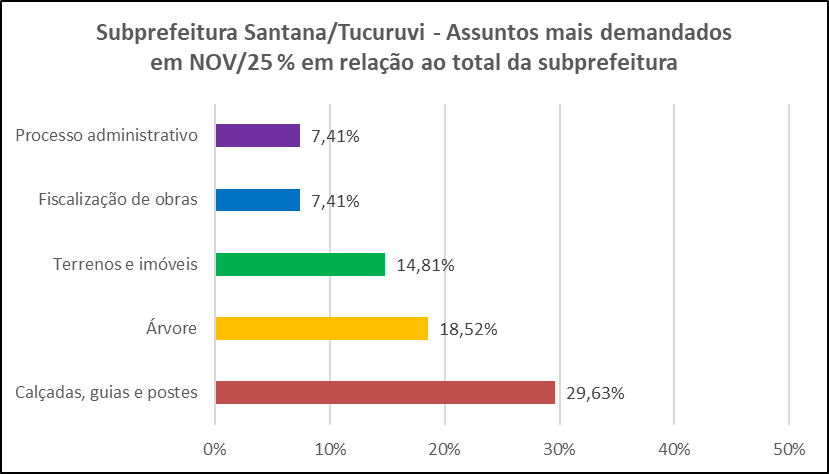 Subprefeitura Santana/Tucuruvi - Assuntos mais demandados
em NOV/25 % em relação ao total da subprefeitura
Processo administrativo 7,41%
Fiscalização de obras 7,41%
Terrenos e imóveis 14,81%
Árvore 18,52%
Calçadas, guias e postes 29,63%
0% 10% 20% 30% 40% 50%